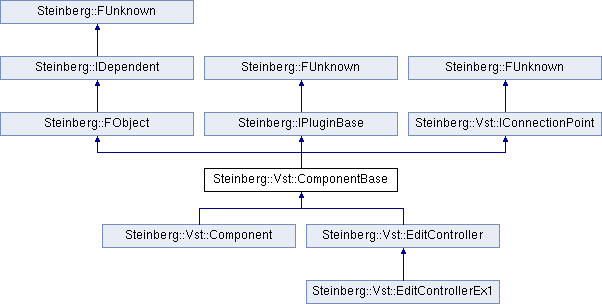 Steinberg::FUnknown
Steinberg::IDependent
Steinberg::FUnknown
Steinberg::FUnknown
Steinberg::FObject
Steinberg::IPluginBase
Steinberg::Vst::IConnectionPoint
Steinberg::Vst::ComponentBase
Steinberg::Vst::Component
Steinberg::Vst::EditController
Steinberg::Vst::EditControllerEx1